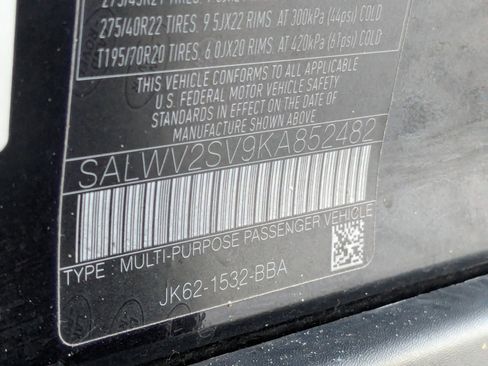 275/40R22 TIRES. 9.5JX22 RIMS AT 300kPa (44psi) COLD
T195/70R20 TIRES. 6.0JX20 RIMS AT 420kPa (61psi) COLD
THIS VEHICLE CONFORMS TO ALL APPLICABLE
U.S. FEDERAL MOTOR VEHICLE SAFETY
STANDARDS IN EFFECT ON THE DATE OF
MANUFACTURE SHOWN ABOVE
SALWV2SV9KA852482
TYPE : MULTI-PURPOSE PASSENGER VEHICLE
JK62-1532-BBA